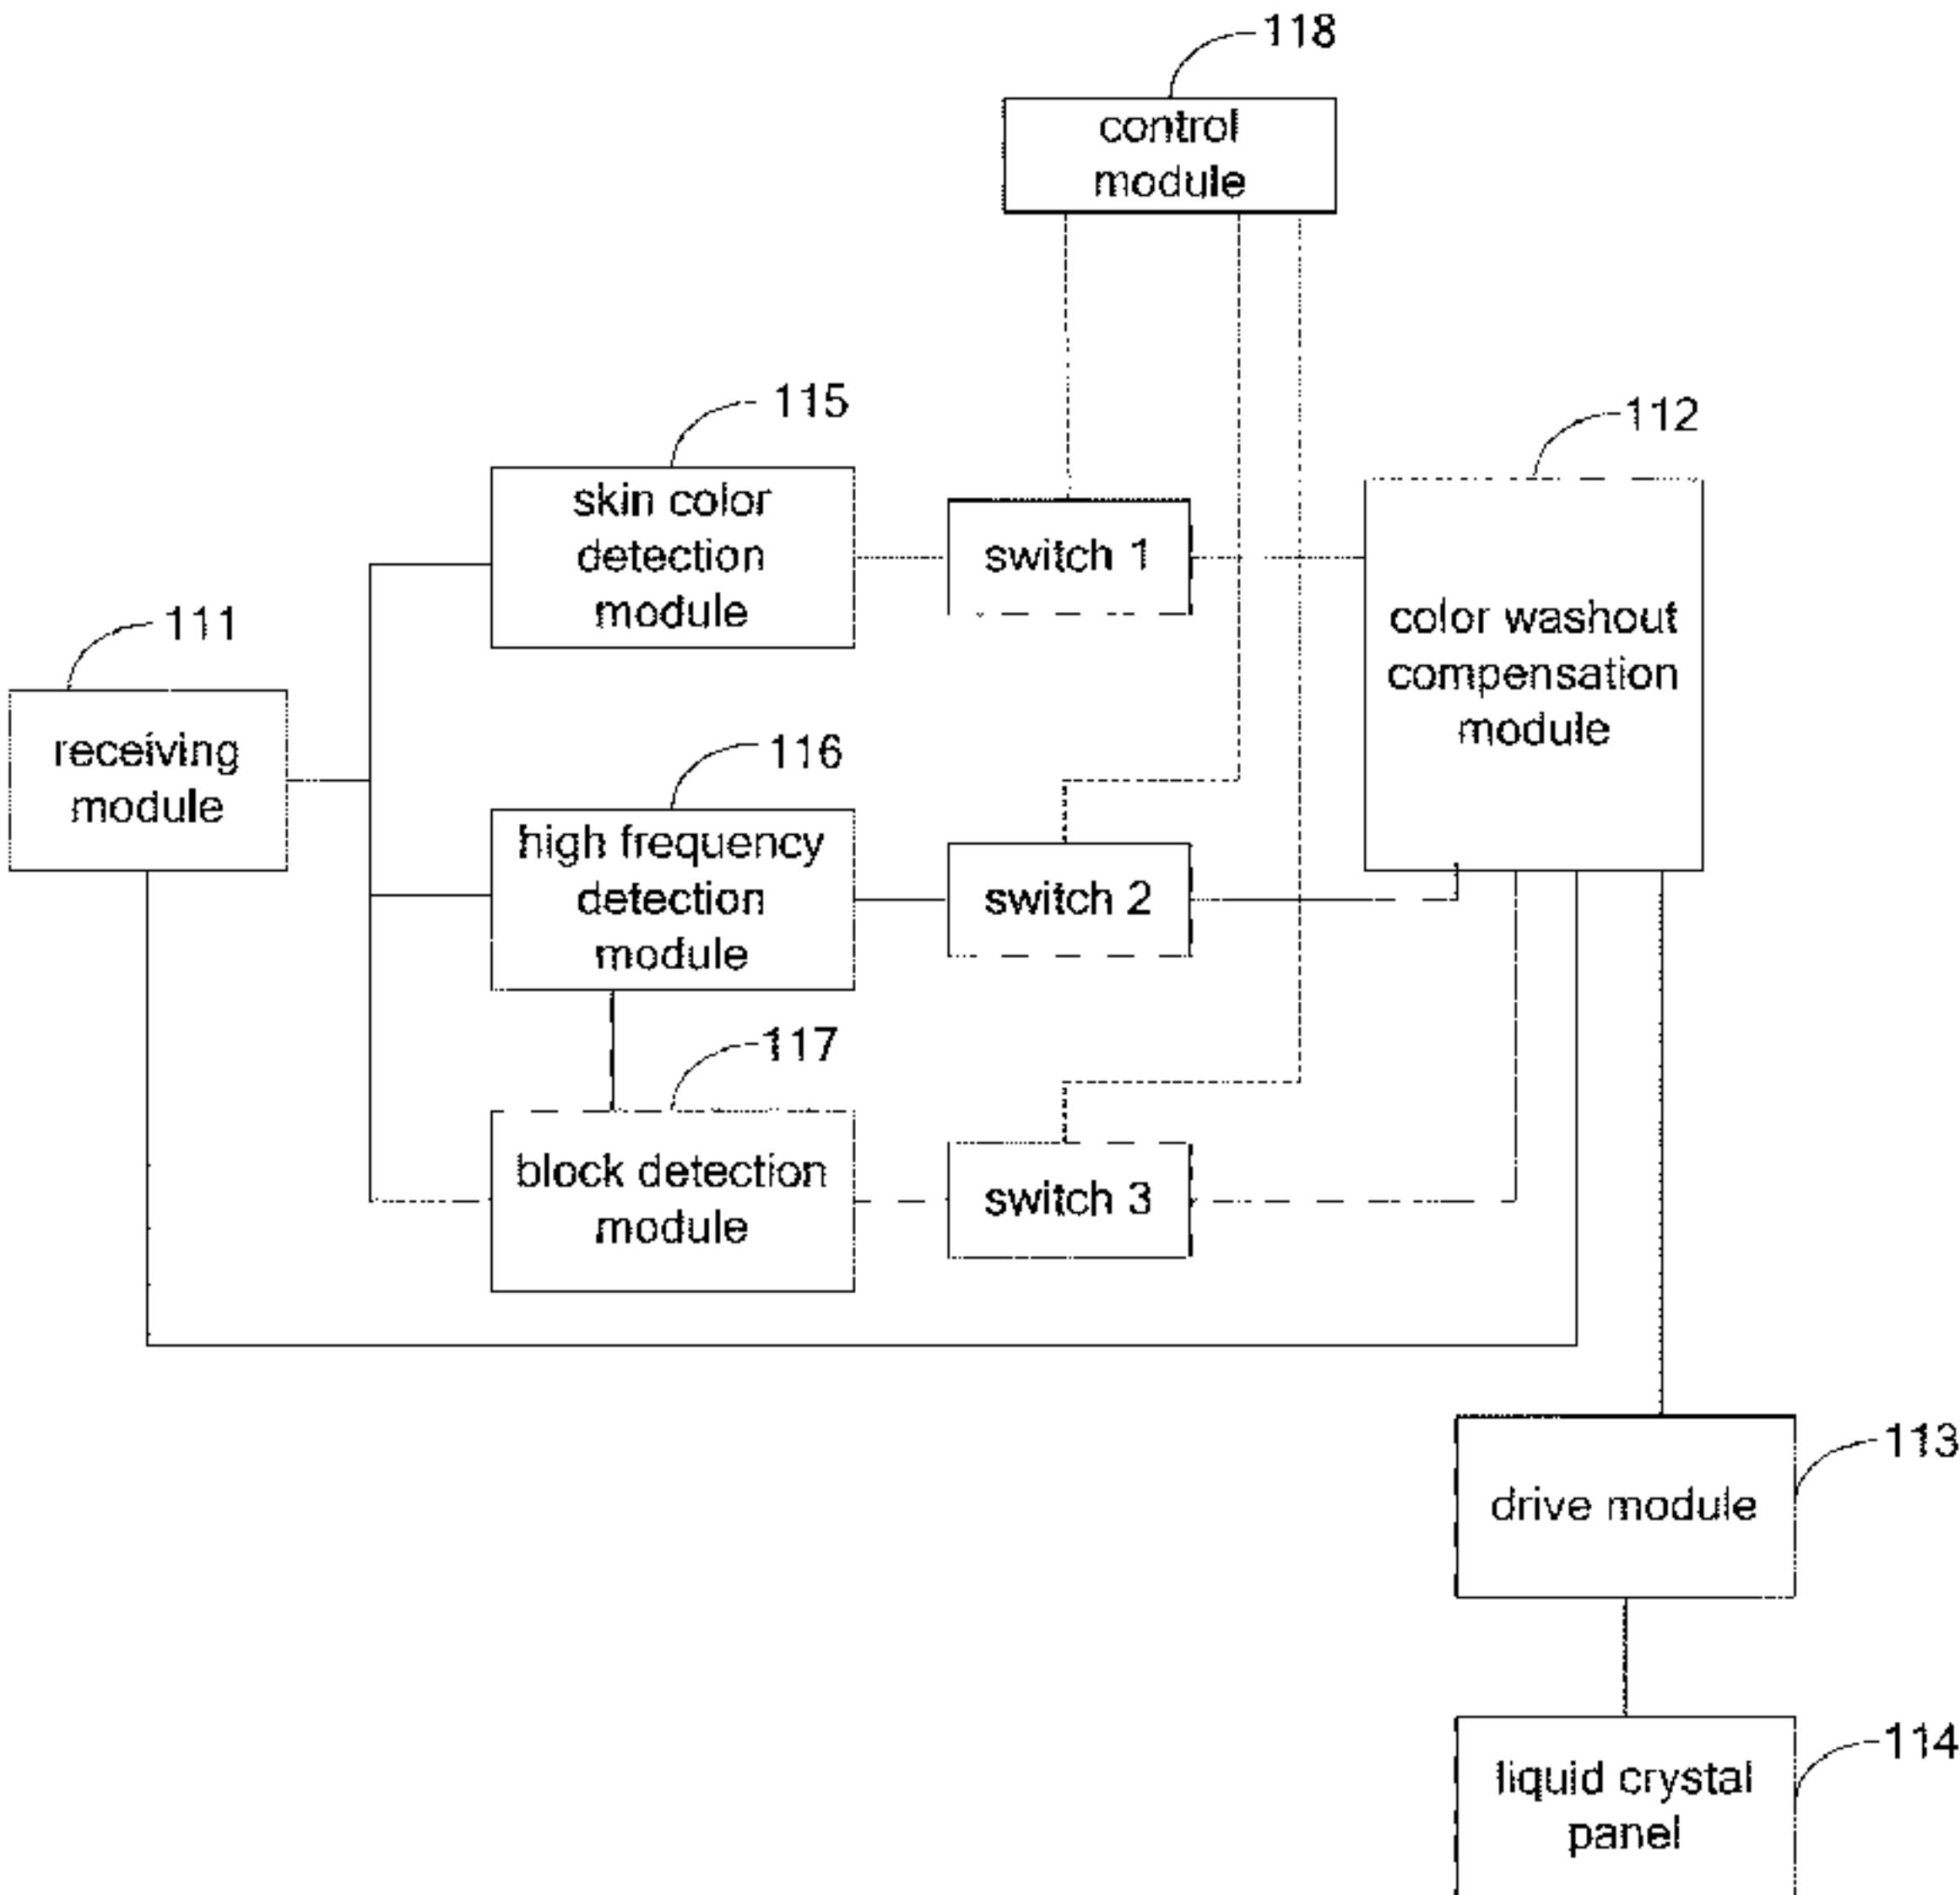 118
control
module
115
skin color
detection
module
switch 1
112
color washout
compensation
module
111
receiving
module
116
high frequency
detection
module
switch 2
117
block detection
module
switch 3
113
drive module
114
liquid crystal
panel